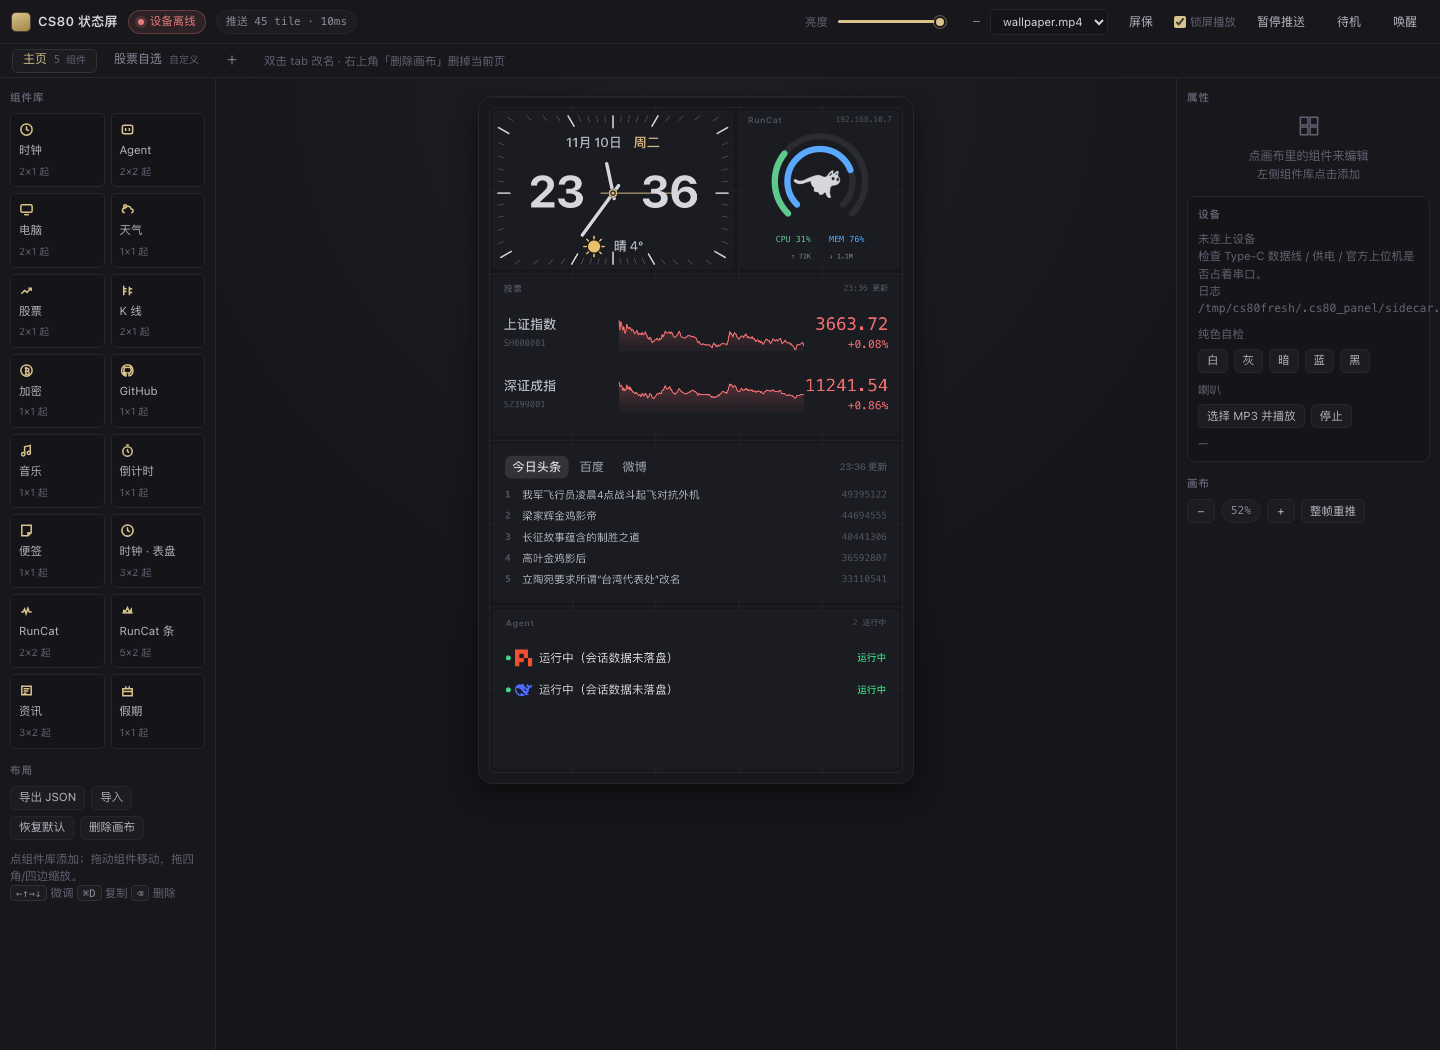 CS80 状态屏
设备离线
推送 45 tile · 10ms
亮度
—
wallpaper.mp4
屏保
锁屏播放
暂停推送
待机
唤醒
主页 5 组件
股票自选 自定义
+
双击 tab 改名 · 右上角「删除画布」删掉当前页
组件库
时钟
2×1 起
Agent
2×2 起
电脑
2×1 起
天气
1×1 起
股票
2×1 起
K 线
2×1 起
加密
1×1 起
GitHub
1×1 起
音乐
1×1 起
倒计时
1×1 起
便签
1×1 起
时钟 · 表盘
3×2 起
RunCat
2×2 起
RunCat 条
5×2 起
资讯
3×2 起
假期
1×1 起
布局
导出 JSON
导入
恢复默认
删除画布
点组件库添加；拖动组件移动，拖四
角/四边缩放。
←↑→↓ 微调 ⌘D 复制 ⌫ 删除
11月 10日 周二
23 36
晴 4°
RunCat
192.168.10.7
CPU 31% MEM 76%
↑ 72K ↓ 1.1M
股票
23:36 更新
上证指数
SH000001
3663.72
+0.08%
深证成指
SZ399001
11241.54
+0.86%
今日头条 百度 微博
23:36 更新
1 我军飞行员凌晨4点战斗起飞对抗外机 49395122
2 梁家辉金鸡影帝 44694555
3 长征故事蕴含的制胜之道 40441306
4 高叶金鸡影后 36592807
5 立陶宛要求所谓“台湾代表处”改名 33110541
Agent
2 运行中
运行中（会话数据未落盘） 运行中
运行中（会话数据未落盘） 运行中
属性
点画布里的组件来编辑
左侧组件库点击添加
设备
未连上设备
检查 Type-C 数据线 / 供电 / 官方上位机是
否占着串口。
日志
/tmp/cs80fresh/.cs80_panel/sidecar.
纯色自检
白 灰 暗 蓝 黑
喇叭
选择 MP3 并播放
停止
—
画布
− 52% + 整帧重推